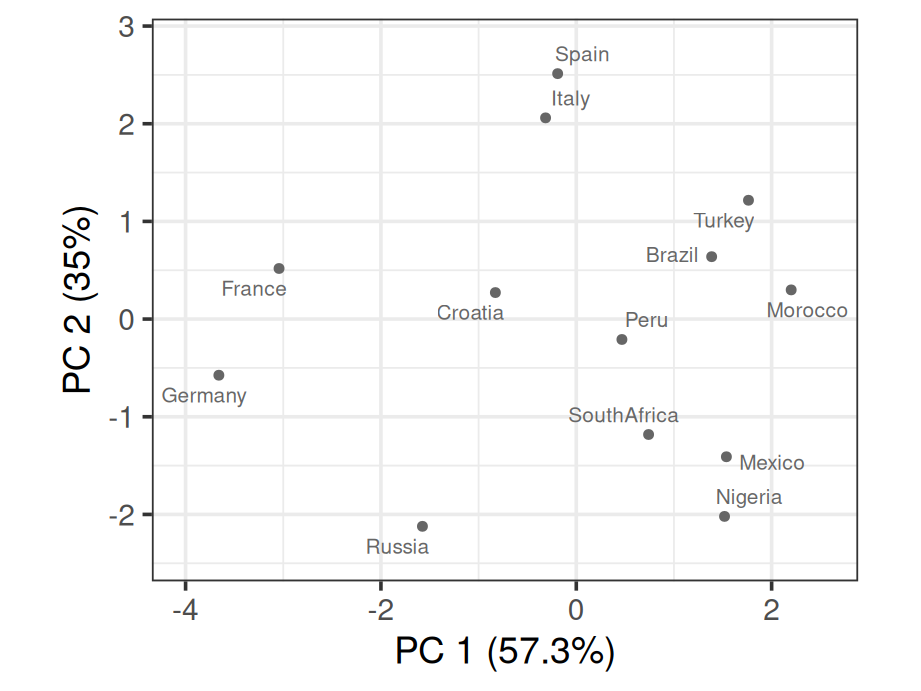 3
Spain
Italy
2
Turkey
1
Brazil
France
Croatia
Morocco
0
Peru
Germany
-1
SouthAfrica
Mexico
Nigeria
-2
Russia
PC 2 (35%)
-4
-2
0
2
PC 1 (57.3%)